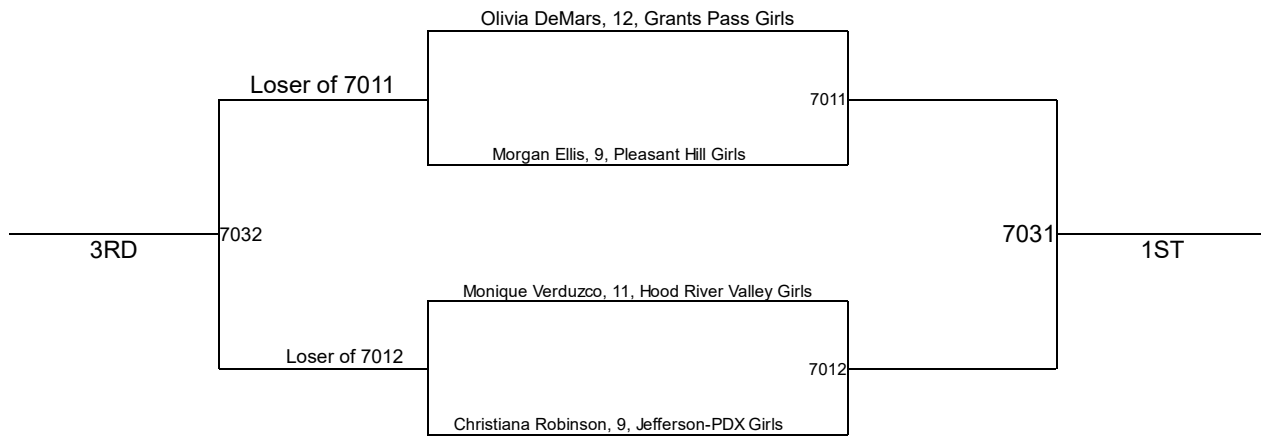 Olivia DeMars, 12, Grants Pass Girls
Loser of 7011
7011
Morgan Ellis, 9, Pleasant Hill Girls
7032
3RD
7031
1ST
Monique Verduzco, 11, Hood River Valley Girls
Loser of 7012
7012
Christiana Robinson, 9, Jefferson-PDX Girls